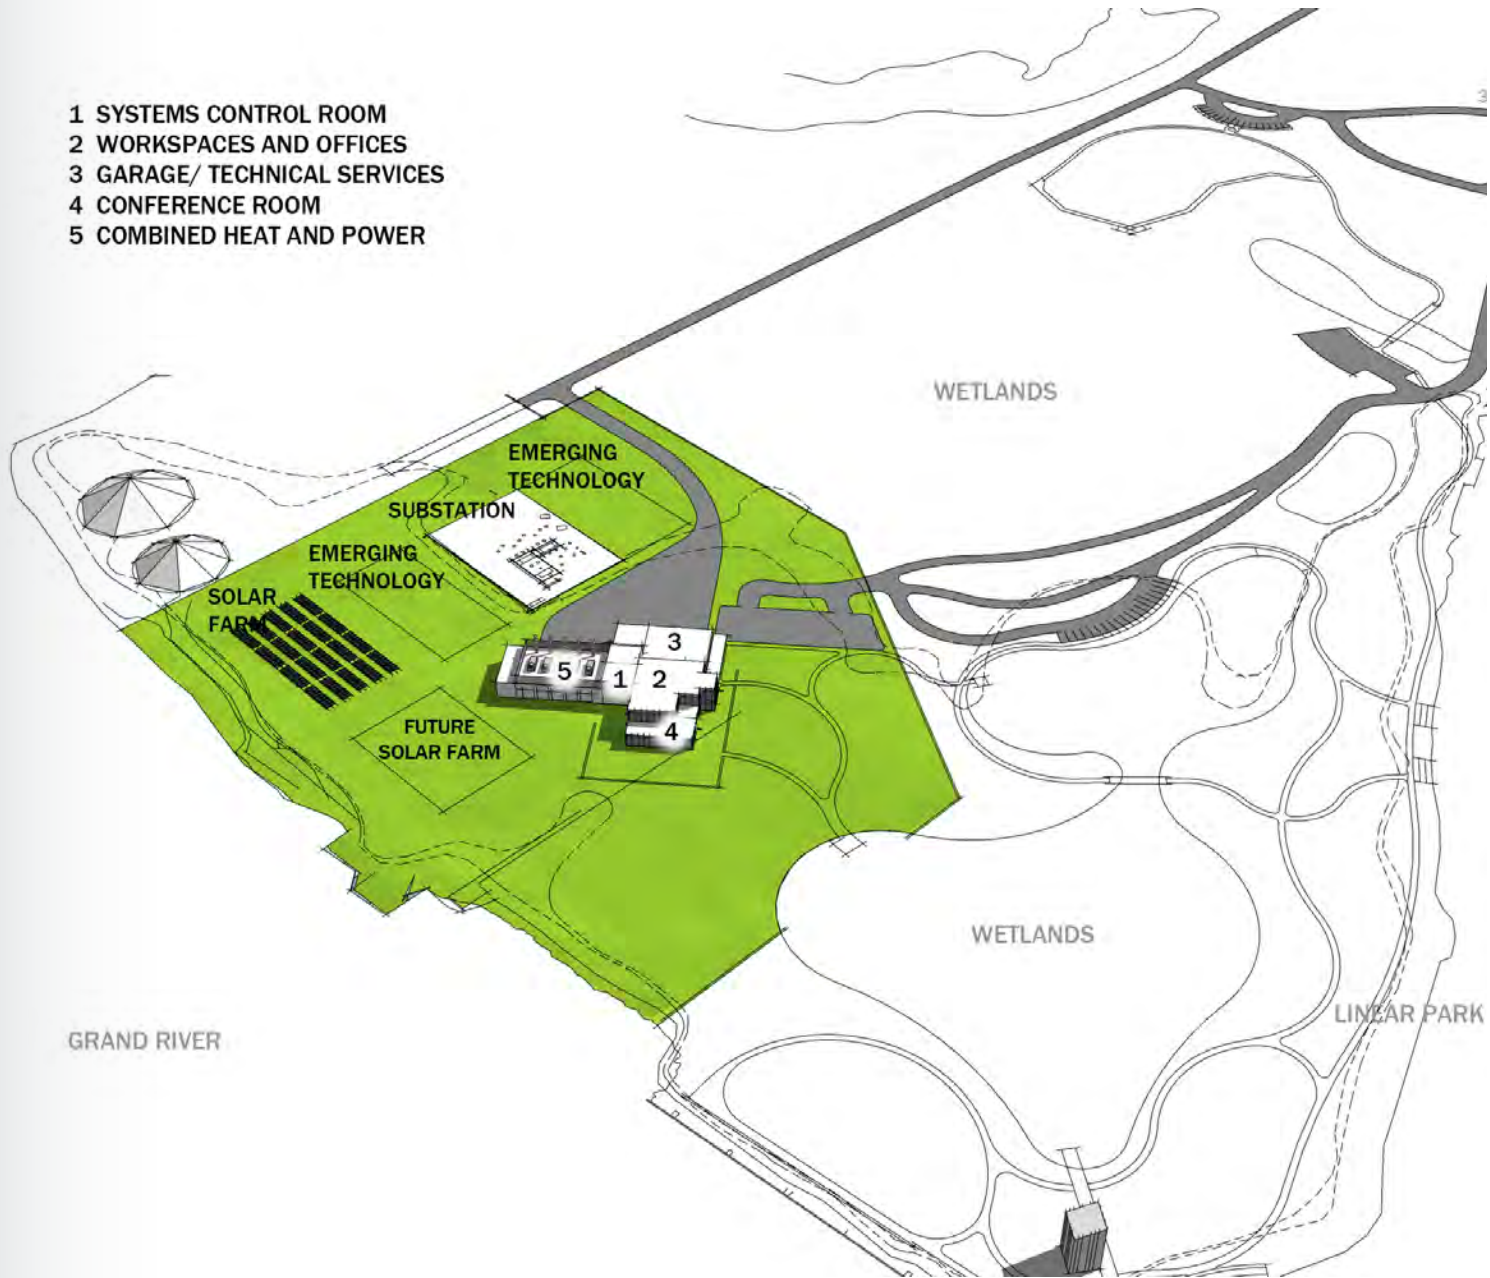 1 SYSTEMS CONTROL ROOM
2 WORKSPACES AND OFFICES
3 GARAGE/ TECHNICAL SERVICES
4 CONFERENCE ROOM
5 COMBINED HEAT AND POWER
3
WETLANDS
EMERGING
TECHNOLOGY
SUBSTATION
EMERGING
TECHNOLOGY
SOLAR
FARM
3
5
1
2
4
FUTURE
SOLAR FARM
WETLANDS
LINEAR PARK
GRAND RIVER